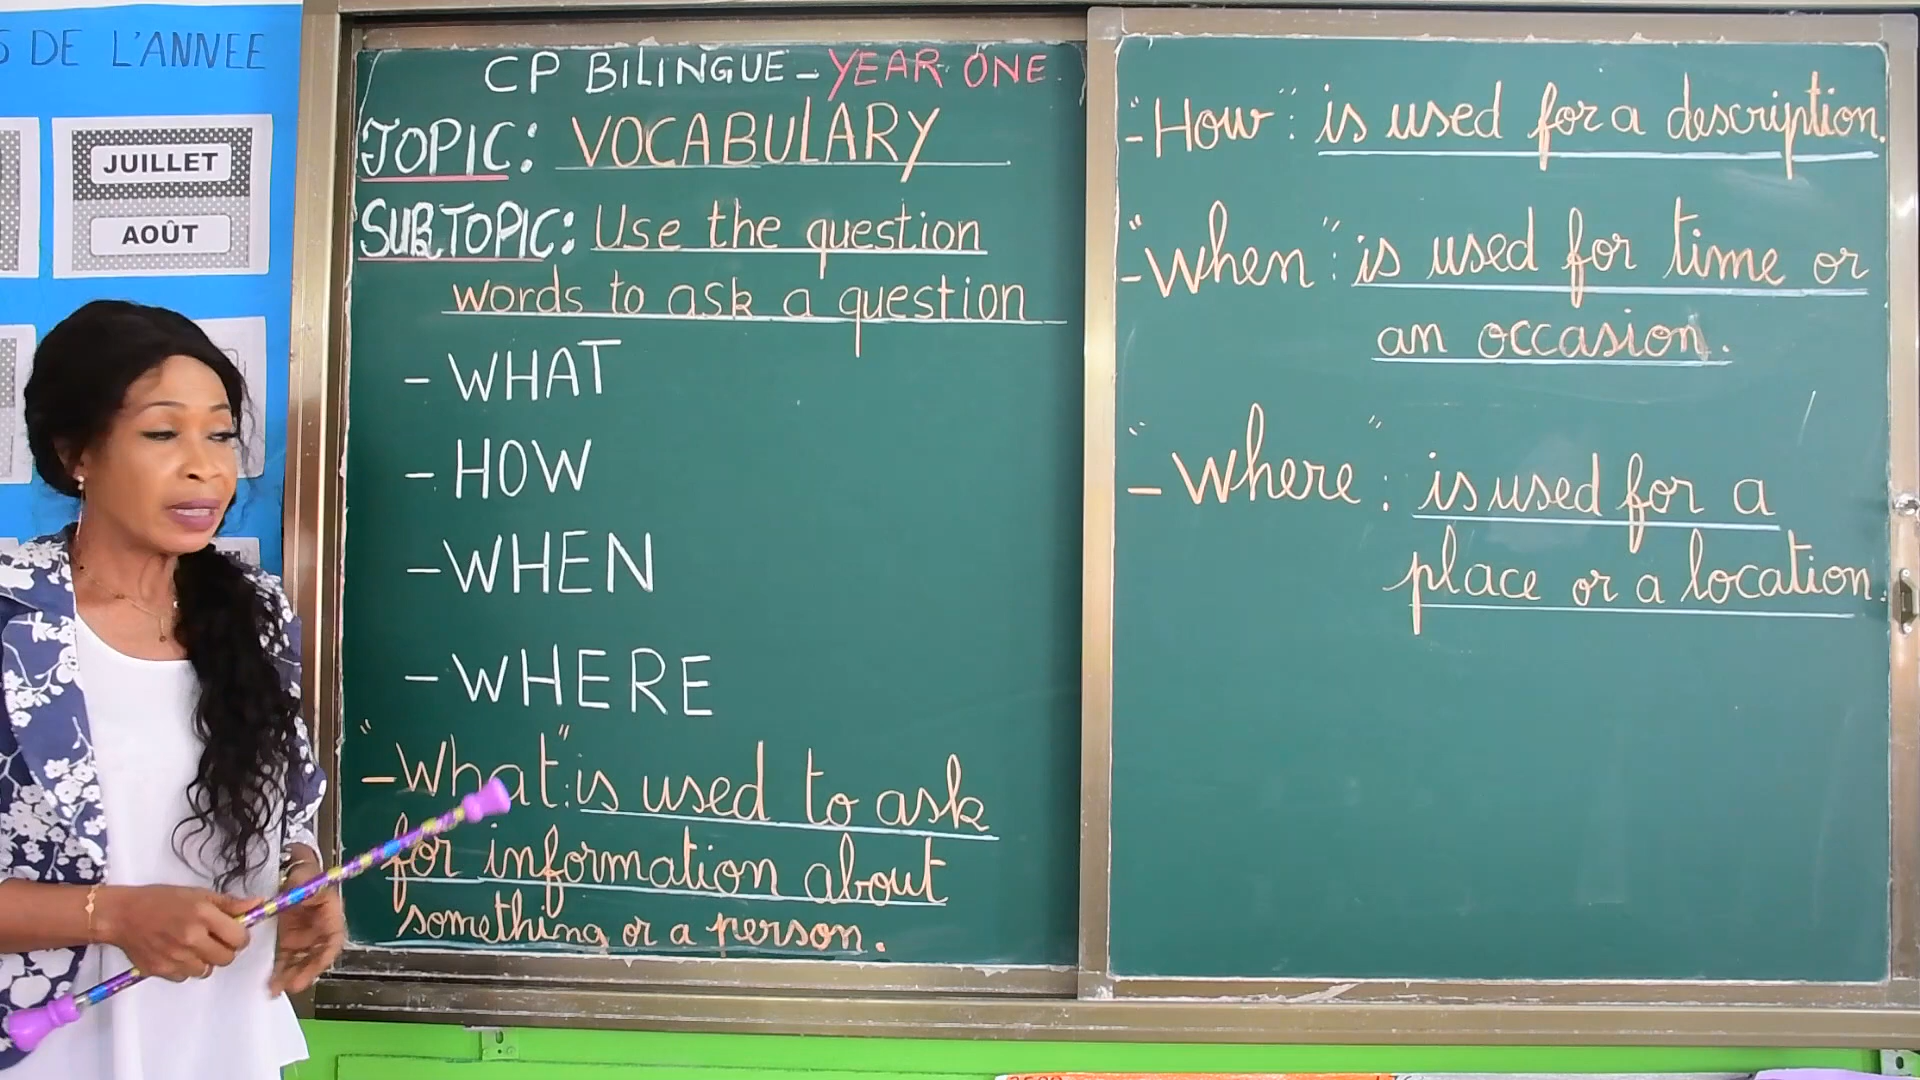 S DE L'ANNEE
JUILLET
AOÛT
CP BILINGUE - YEAR ONE
TOPIC: VOCABULARY
SUBTOPIC: Use the question
words to ask a question
- WHAT
- HOW
- WHEN
- WHERE
- "What": is used to ask
for information about
something or a person.
- "How": is used for a description.
- "When": is used for time or
an occasion.
- "Where": is used for a
place or a location.